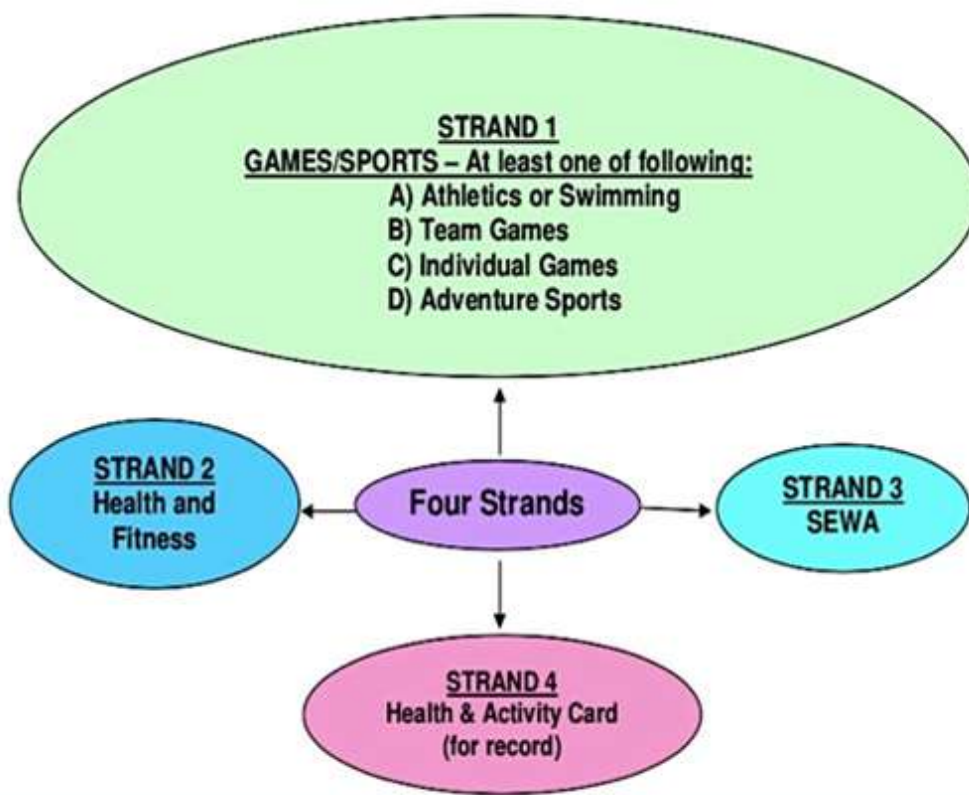 STRAND 1
GAMES/SPORTS – At least one of following:
A) Athletics or Swimming
B) Team Games
C) Individual Games
D) Adventure Sports
STRAND 2
Health and
Fitness
Four Strands
STRAND 3
SEWA
STRAND 4
Health & Activity Card
(for record)